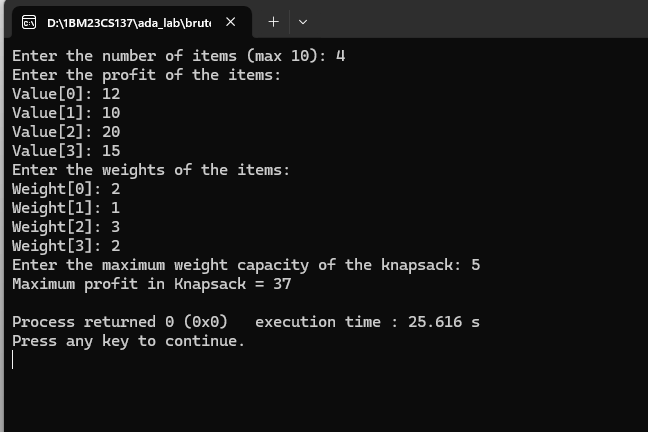 D:\1BM23CS137\ada_lab\brut
Enter the number of items (max 10): 4
Enter the profit of the items:
Value[0]: 12
Value[1]: 10
Value[2]: 20
Value[3]: 15
Enter the weights of the items:
Weight[0]: 2
Weight[1]: 1
Weight[2]: 3
Weight[3]: 2
Enter the maximum weight capacity of the knapsack: 5
Maximum profit in Knapsack = 37
Process returned 0 (0x0)   execution time : 25.616 s
Press any key to continue.